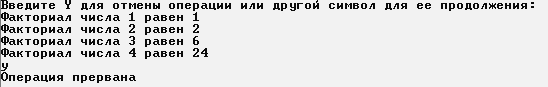 Введите Y для отмены операции или другой символ для ее продолжения:
Факториал числа 1 равен 1
Факториал числа 2 равен 2
Факториал числа 3 равен 6
Факториал числа 4 равен 24
y
Операция прервана